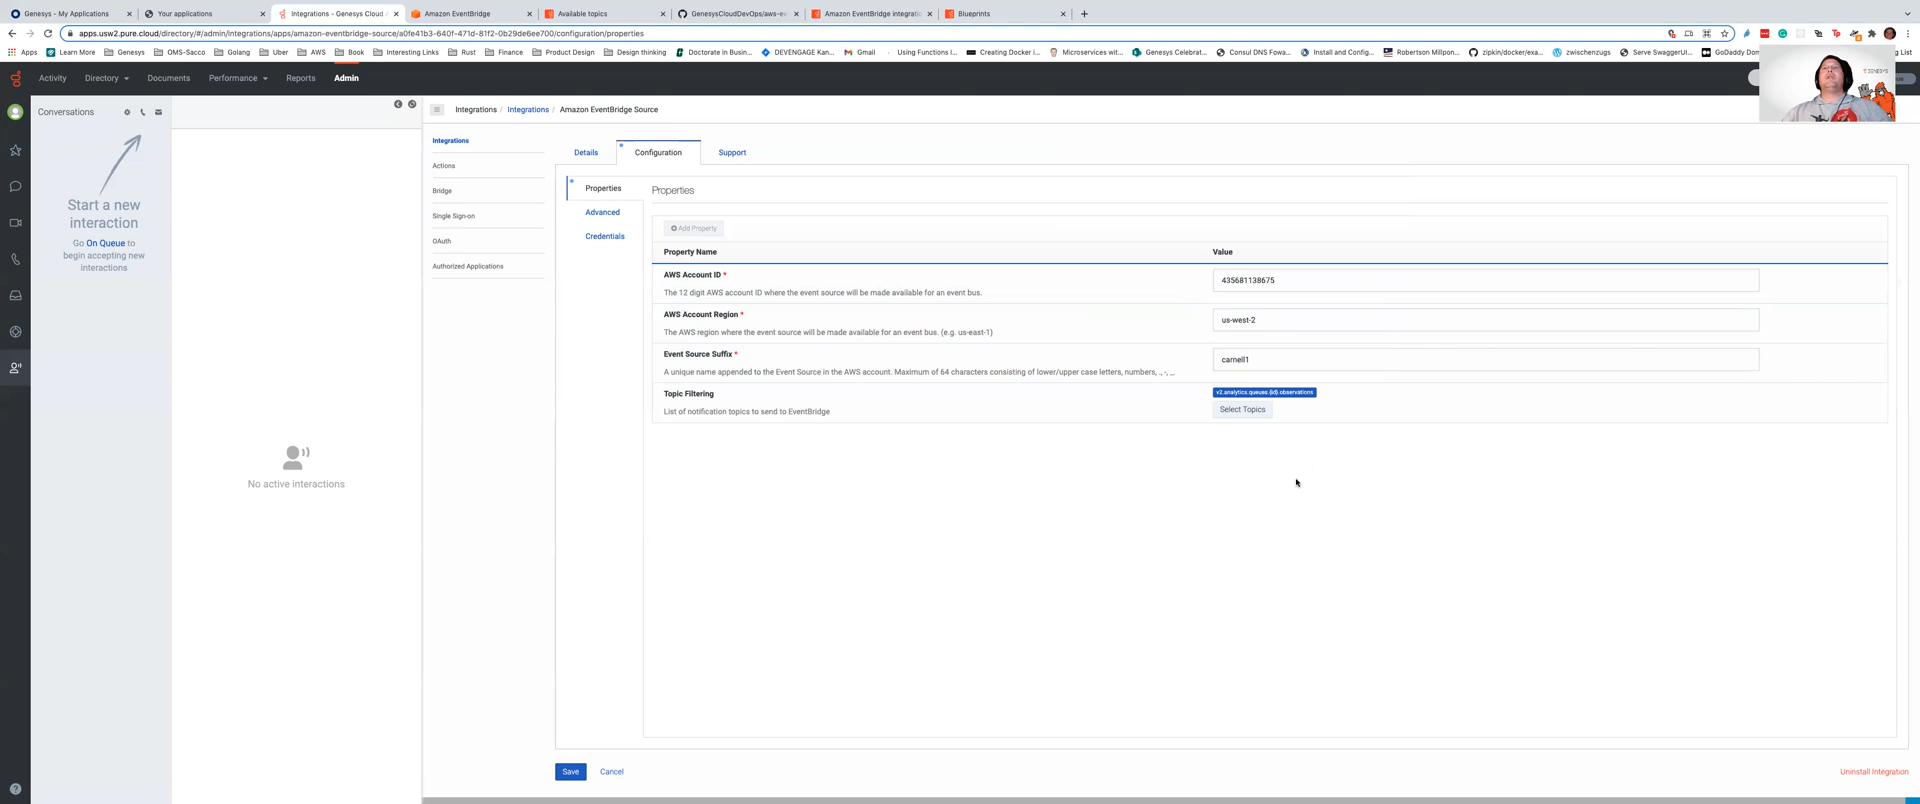 Genesys - My Applications
Your applications
Integrations - Genesys Cloud
Amazon EventBridge
Available topics
GenesysCloudDevOps/aws-e
Amazon EventBridge integratio
Blueprints
apps.usw2.pure.cloud/directory/#/admin/integrations/apps/amazon-eventbridge-source/a0fe41b3-640f-471d-81f2-0b29de6ee700/configuration/properties
Apps
Learn More
Genesys
OMS-Sacco
Golang
Uber
AWS
Book
Interesting Links
Rust
Finance
Product Design
Design thinking
Doctorate in Busin...
DEVENGAGE Kan...
Gmail
Using Functions I...
Creating Docker i...
Microservices wit...
Genesys Celebrat...
Consul DNS Fowa...
Install and Config...
Robertson Millpon...
zipkin/docker/exa...
zwischenzugs
Serve SwaggerUI...
GoDaddy Do
g List
Activity
Directory
Documents
Performance
Reports
Admin
GENESYS
Conversations
Start a new
interaction
Go On Queue to
begin accepting new
interactions
No active interactions
Integrations / Integrations / Amazon EventBridge Source
Integrations
Actions
Bridge
Single Sign-on
OAuth
Authorized Applications
Details
Configuration
Support
Properties
Advanced
Credentials
Properties
Add Property
Property Name
Value
AWS Account ID *
The 12 digit AWS account ID where the event source will be made available for an event bus.
435681138675
AWS Account Region *
The AWS region where the event source will be made available for an event bus. (e.g. us-east-1)
us-west-2
Event Source Suffix *
A unique name appended to the Event Source in the AWS account. Maximum of 64 characters consisting of lower/upper case letters, numbers, ., -, _.
carnell1
Topic Filtering
List of notification topics to send to EventBridge
v2.analytics.queues.{id}.observations
Select Topics
Save
Cancel
Uninstall Integration